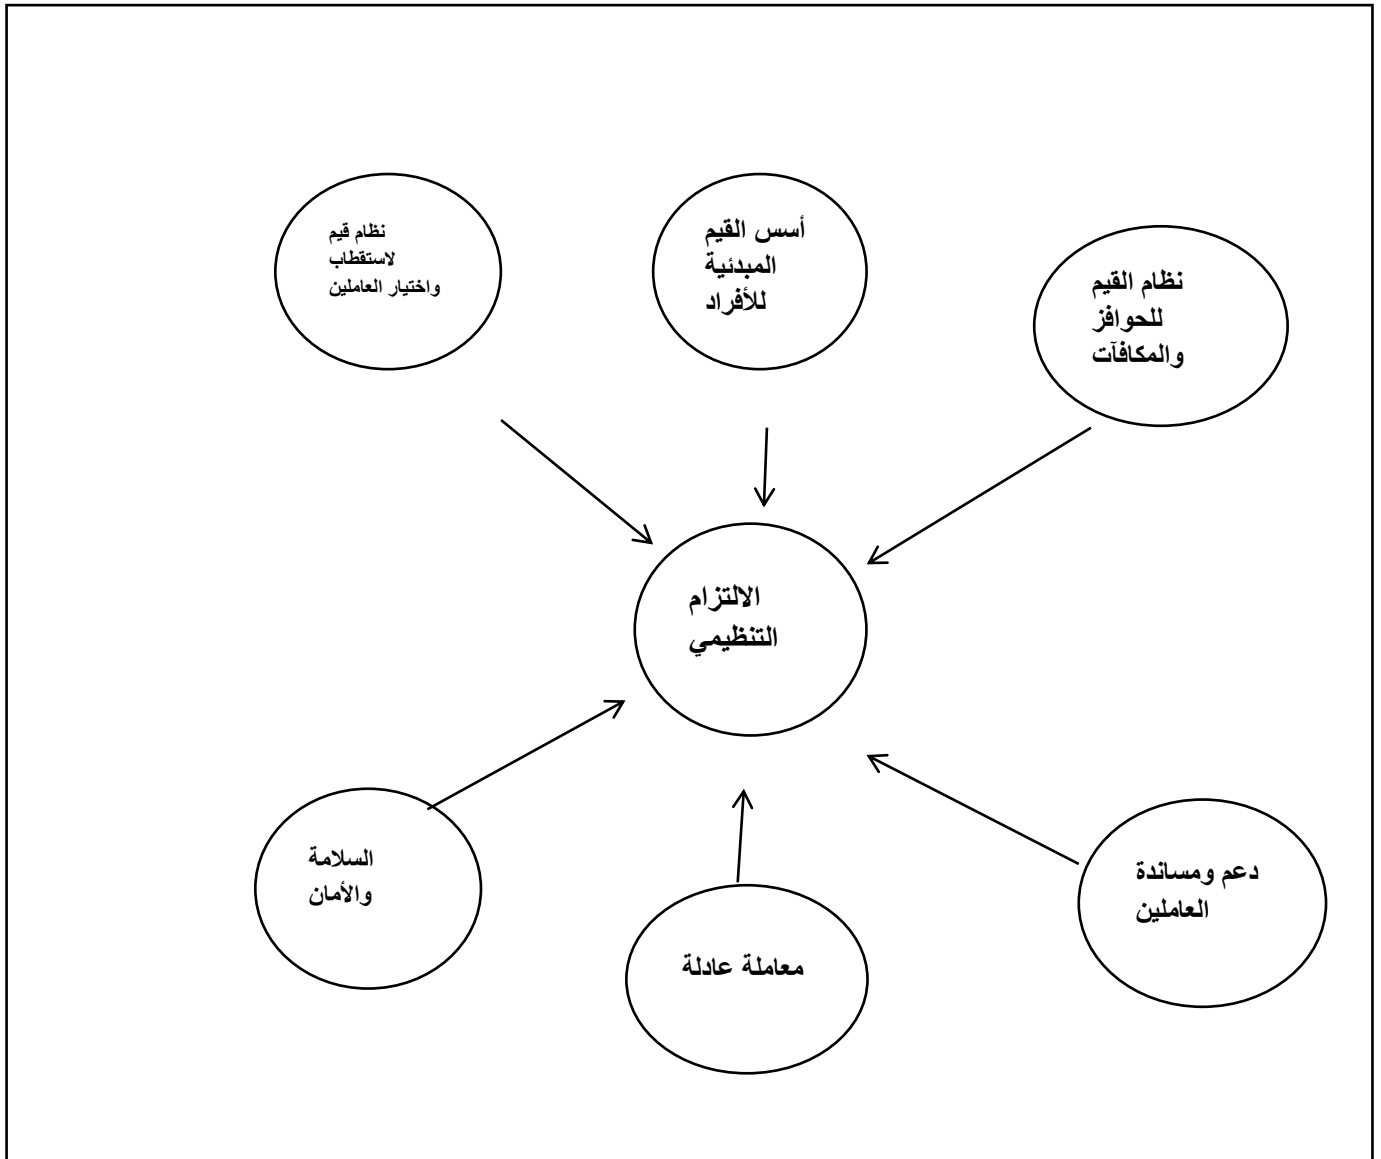 نظام القيم
للحوافز
والمكافآت
أسس القيم
المبدئية
للأفراد
نظام قيم
لاستقطاب
واختيار العاملين
الالتزام
التنظيمي
دعم ومساندة
العاملين
معاملة عادلة
السلامة
والأمان